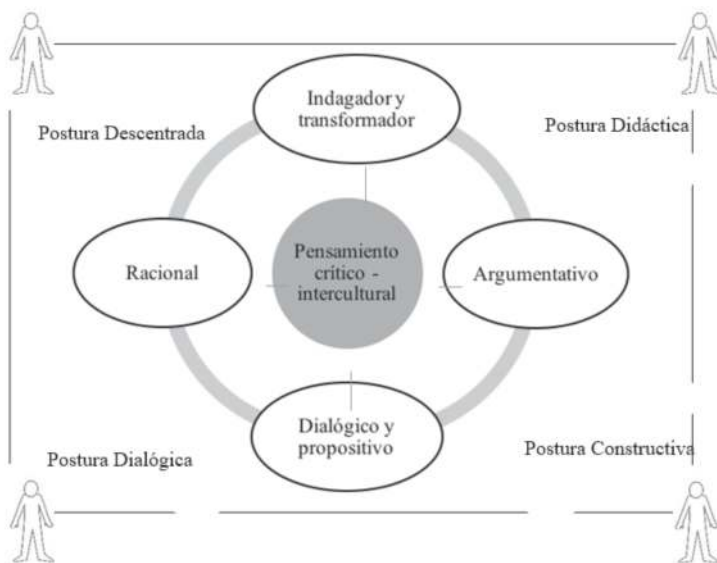 Indagador y
transformador
Postura Descentrada
Postura Didáctica
Racional
Pensamiento
crítico -
intercultural
Argumentativo
Dialógico y
propositivo
Postura Dialógica
Postura Constructiva